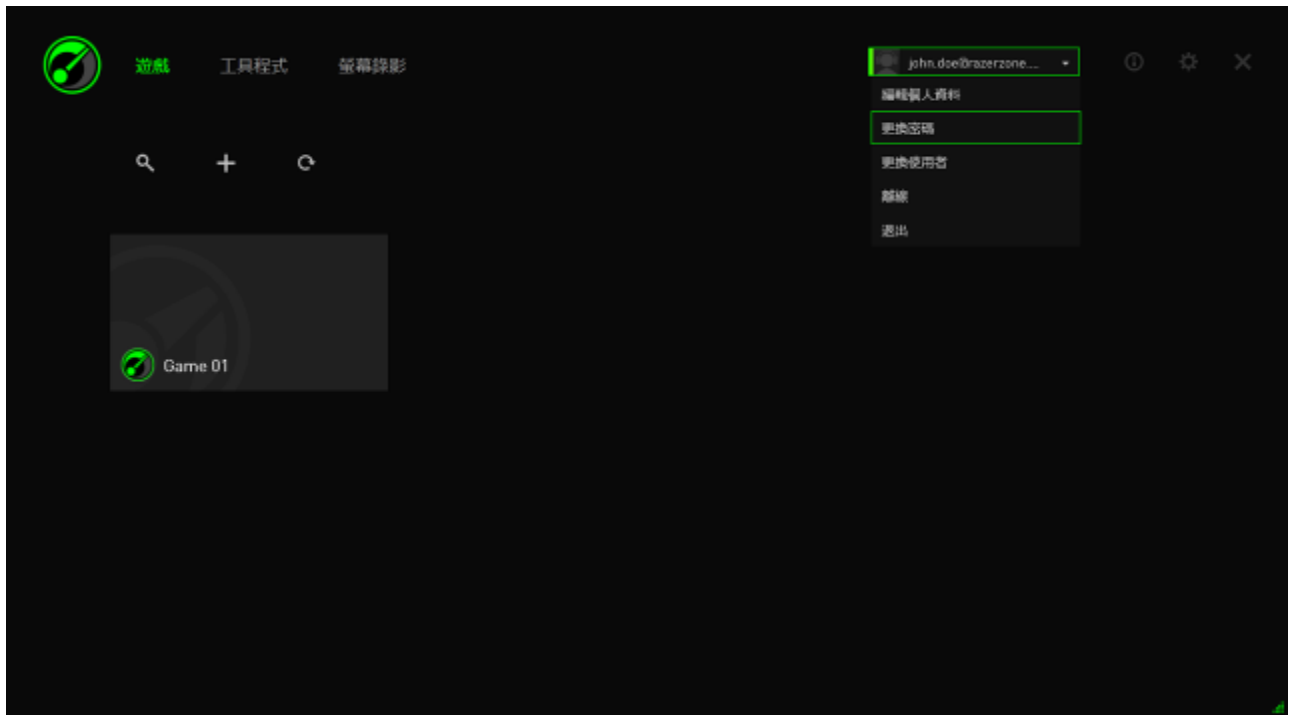 遊戲 工具程式 螢幕錄影 john.doe@razerzone....
編輯個人資料
更換密碼
更換使用者
離線
退出
Game 01